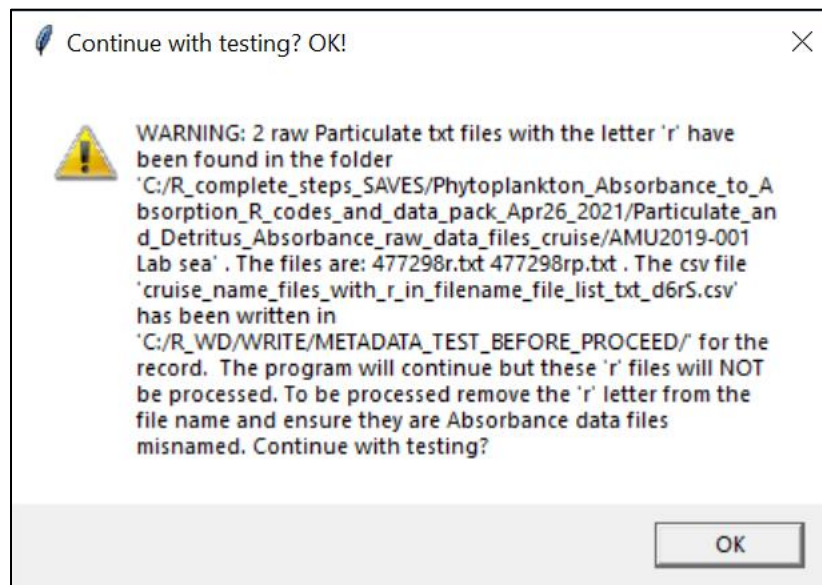 Continue with testing? OK!
WARNING: 2 raw Particulate txt files with the letter 'r' have
been found in the folder
'C:/R_complete_steps_SAVES/Phytoplankton_Absorbance_to_A
bsorption_R_codes_and_data_pack_Apr26_2021/Particulate_an
d_Detritus_Absorbance_raw_data_files_cruise/AMU2019-001
Lab sea' . The files are: 477298r.txt 477298rp.txt . The csv file
'cruise_name_files_with_r_in_filename_file_list_txt_d6rS.csv'
has been written in
'C:/R_WD/WRITE/METADATA_TEST_BEFORE_PROCEED/' for the
record.  The program will continue but these 'r' files will NOT
be processed. To be processed remove the 'r' letter from the
file name and ensure they are Absorbance data files
misnamed. Continue with testing?
OK